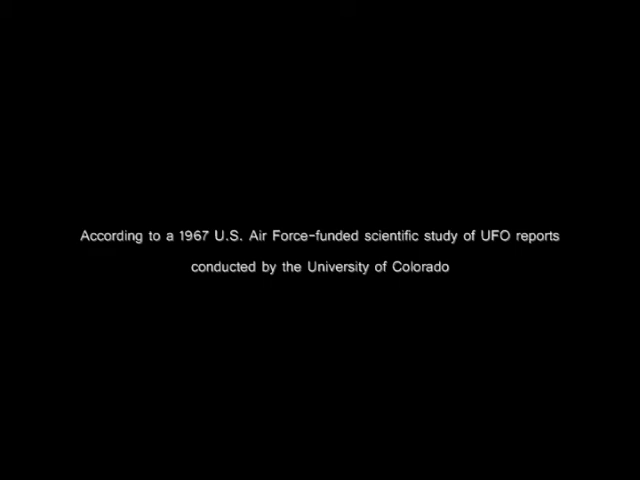 According to a 1967 U.S. Air Force-funded scientific study of UFO reports
conducted by the University of Colorado